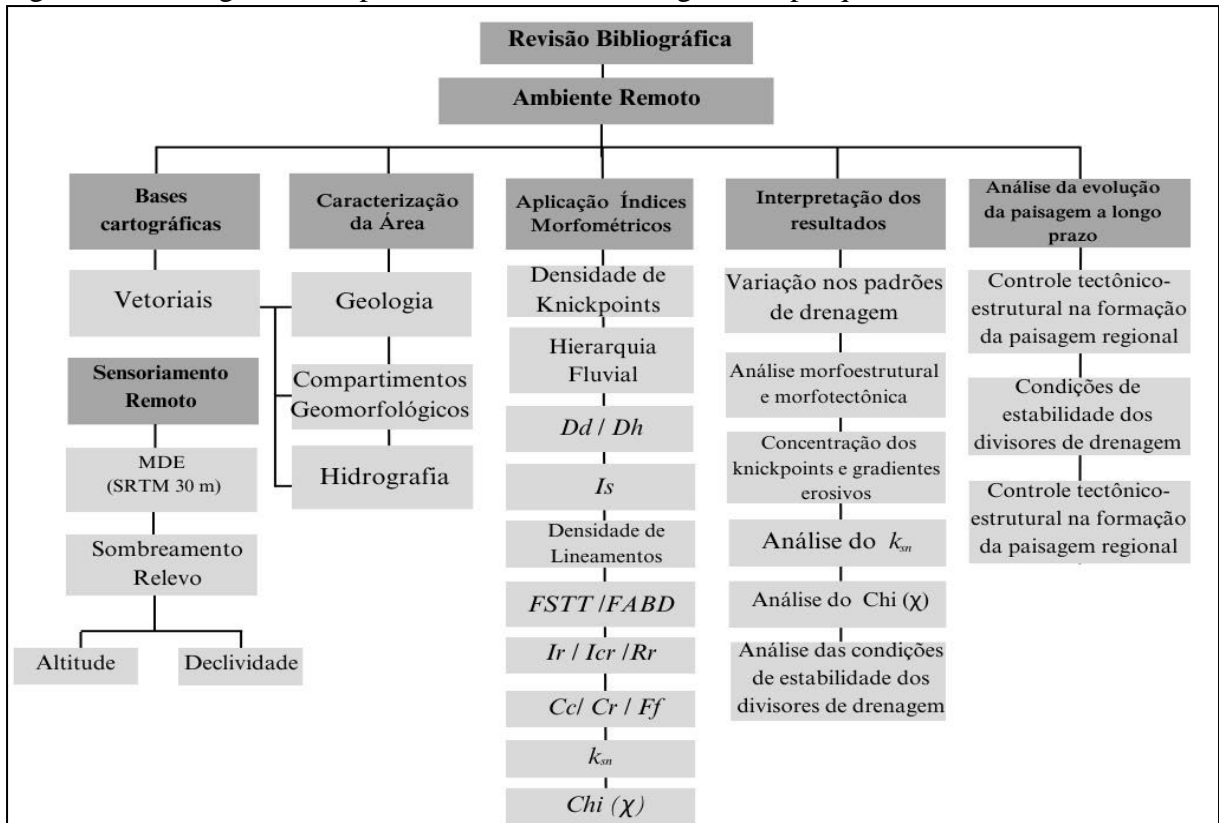 Revisão Bibliográfica
Ambiente Remoto
Bases
cartográficas
Vetoriais
Sensoriamento
Remoto
MDE
(SRTM 30 m)
Sombreamento
Relevo
Altitude
Declividade
Caracterização
da Área
Geologia
Compartimentos
Geomorfológicos
Hidrografia
Aplicação Índices
Morfométricos
Densidade de
Knickpoints
Hierarquia
Fluvial
Dd / Dh
Is
Densidade de
Lineamentos
FSTT /FABD
Ir / Icr /Rr
Cc/ Cr / Ff
ksn
Chi (χ)
Interpretação dos
resultados
Variação nos padrões
de drenagem
Análise morfoestrutural
e morfotectônica
Concentração dos
knickpoints e gradientes
erosivos
Análise do ksn
Análise do Chi (χ)
Análise das condições
de estabilidade dos
divisores de drenagem
Análise da evolução
da paisagem a longo
prazo
Controle tectônico-
estrutural na formação
da paisagem regional
Condições de
estabilidade dos
divisores de drenagem
Controle tectônico-
estrutural na formação
da paisagem regional